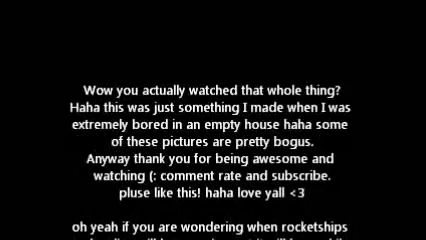 Wow you actually watched that whole thing?
Haha this was just something I made when I was
extremely bored in an empty house haha some
of these pictures are pretty bogus.
Anyway thank you for being awesome and
watching (: comment rate and subscribe.
pluse like this! haha love yall <3
oh yeah if you are wondering when rocketships